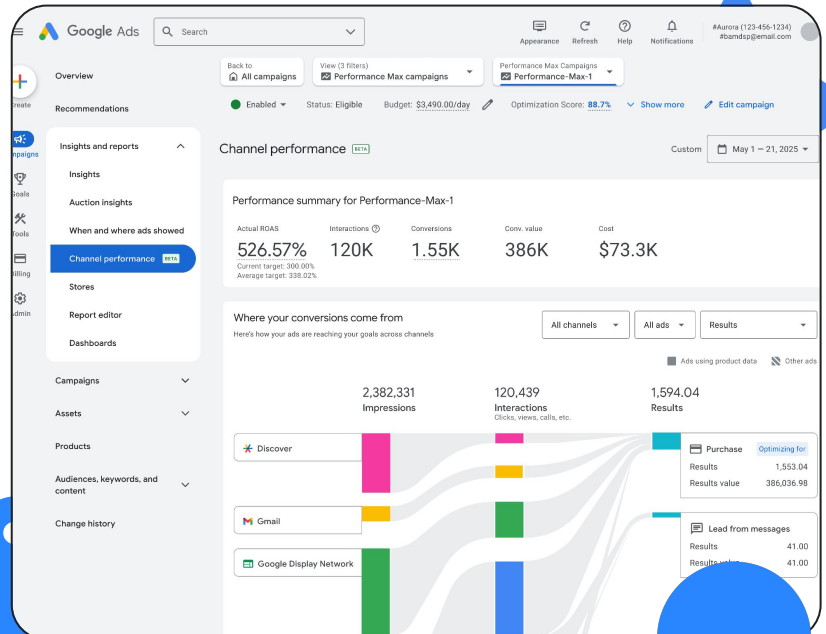 Google Ads
Search
Appearance
Refresh
Help
Notifications
#Aurora (123-456-1234)
#bamdsp@email.com
Overview
Recommendations
Insights and reports
Insights
Auction insights
When and where ads showed
Channel performance BETA
Stores
Report editor
Dashboards
Campaigns
Assets
Products
Audiences, keywords, and
content
Change history
reate
mpaigns
oals
ools
illing
dmin
Back to
All campaigns
View (3 filters)
Performance Max campaigns
Performance Max Campaigns
Performance-Max-1
Enabled
Status: Eligible
Budget: $3,490.00/day
Optimization Score: 88.7%
Show more
Edit campaign
Channel performance BETA
Custom
May 1 – 21, 2025
Performance summary for Performance-Max-1
Actual ROAS
526.57%
Current target: 300.00%
Average target: 338.02%
Interactions
120K
Conversions
1.55K
Conv. value
386K
Cost
$73.3K
Where your conversions come from
Here's how your ads are reaching your goals across channels
All channels
All ads
Results
Ads using product data
Other ads
2,382,331
Impressions
120,439
Interactions
Clicks, views, calls, etc.
1,594.04
Results
Discover
Gmail
Google Display Network
Purchase
Optimizing for
Results 1,553.04
Results value 386,036.98
Lead from messages
Results 41.00
Results value 41.00